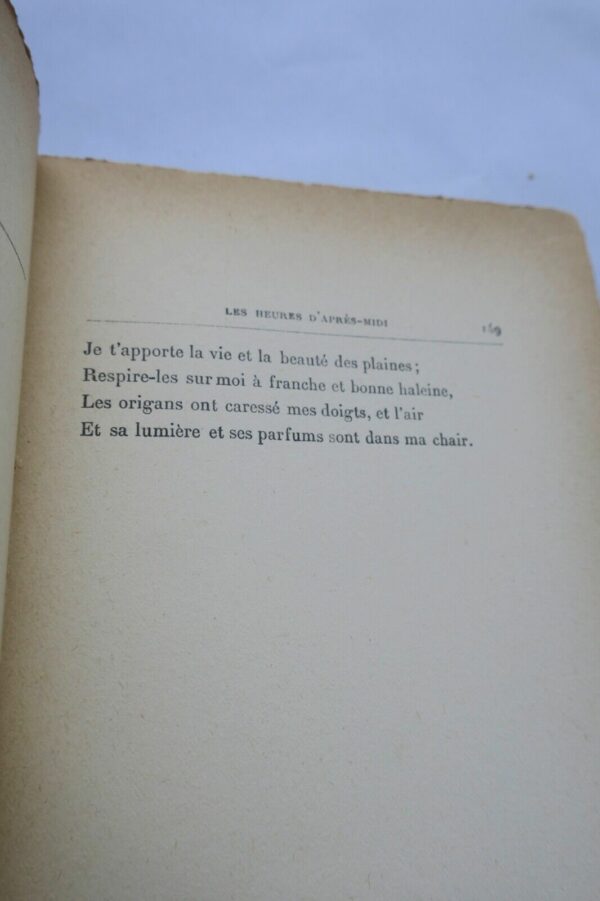 LES HEURES D'APRÈS-MIDI 169
Je t'apporte la vie et la beauté des plaines ;
Respire-les sur moi à franche et bonne haleine,
Les origans ont caressé mes doigts, et l'air
Et sa lumière et ses parfums sont dans ma chair.